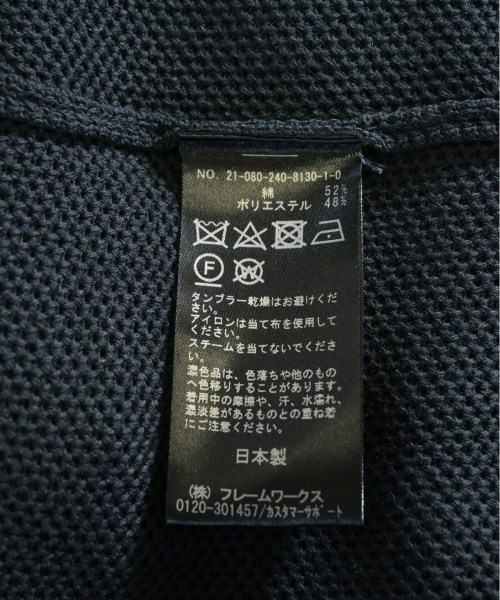 NO. 21-080-240-8130-1-0
綿 52%
ポリエステル 48%
F W
タンブラー乾燥はお避けくだ
さい。
アイロンは当て布を使用して
ください。
スチームを当てないでくださ
い。
濃色品は、色落ちや他のもの
へ色移りすることがあります。
着用中の摩擦や、汗、水濡れ、
濃淡差があるものとの重ね着
にご注意ください。
日本製
(株) フレームワークス
0120-301457/カスタマーサポート